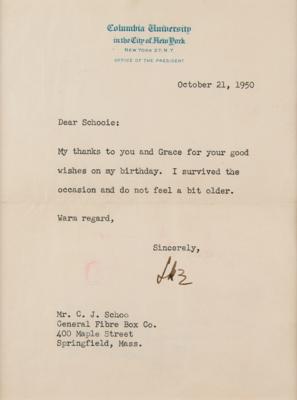 Columbia University
in the City of New York
NEW YORK 27, N.Y.
OFFICE OF THE PRESIDENT
October 21, 1950
Dear Schooie:
My thanks to you and Grace for your good
wishes on my birthday. I survived the
occasion and do not feel a bit older.
Warm regard,
Sincerely,
Mr. C. J. Schoo
General Fibre Box Co.
400 Maple Street
Springfield, Mass.